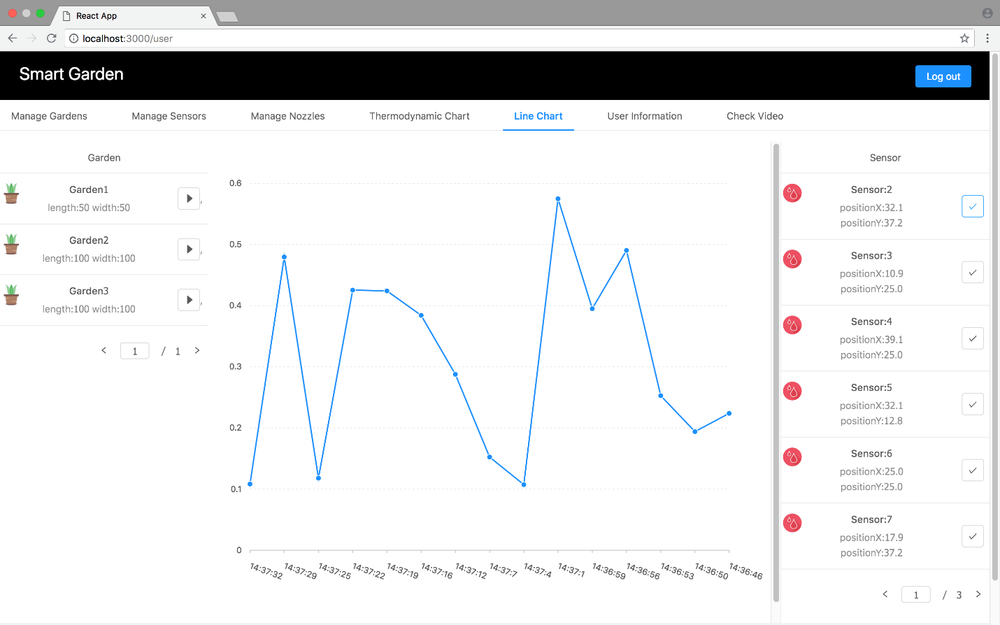 React App
localhost:3000/user
Smart Garden
Log out
Manage Gardens Manage Sensors Manage Nozzles Thermodynamic Chart Line Chart User Information Check Video
Garden
Garden1
length:50 width:50
,
Garden2
length:100 width:100
,
Garden3
length:100 width:100
,
< 1 / 1 >
0.6
0.5
0.4
0.3
0.2
0.1
0
14:37:32 14:37:29 14:37:25 14:37:22 14:37:19 14:37:16 14:37:12 14:37:7 14:37:4 14:37:1 14:36:59 14:36:56 14:36:53 14:36:50 14:36:46
Sensor
Sensor:2
positionX:32.1
positionY:37.2
Sensor:3
positionX:10.9
positionY:25.0
Sensor:4
positionX:39.1
positionY:25.0
Sensor:5
positionX:32.1
positionY:12.8
Sensor:6
positionX:25.0
positionY:25.0
Sensor:7
positionX:17.9
positionY:37.2
< 1 / 3 >